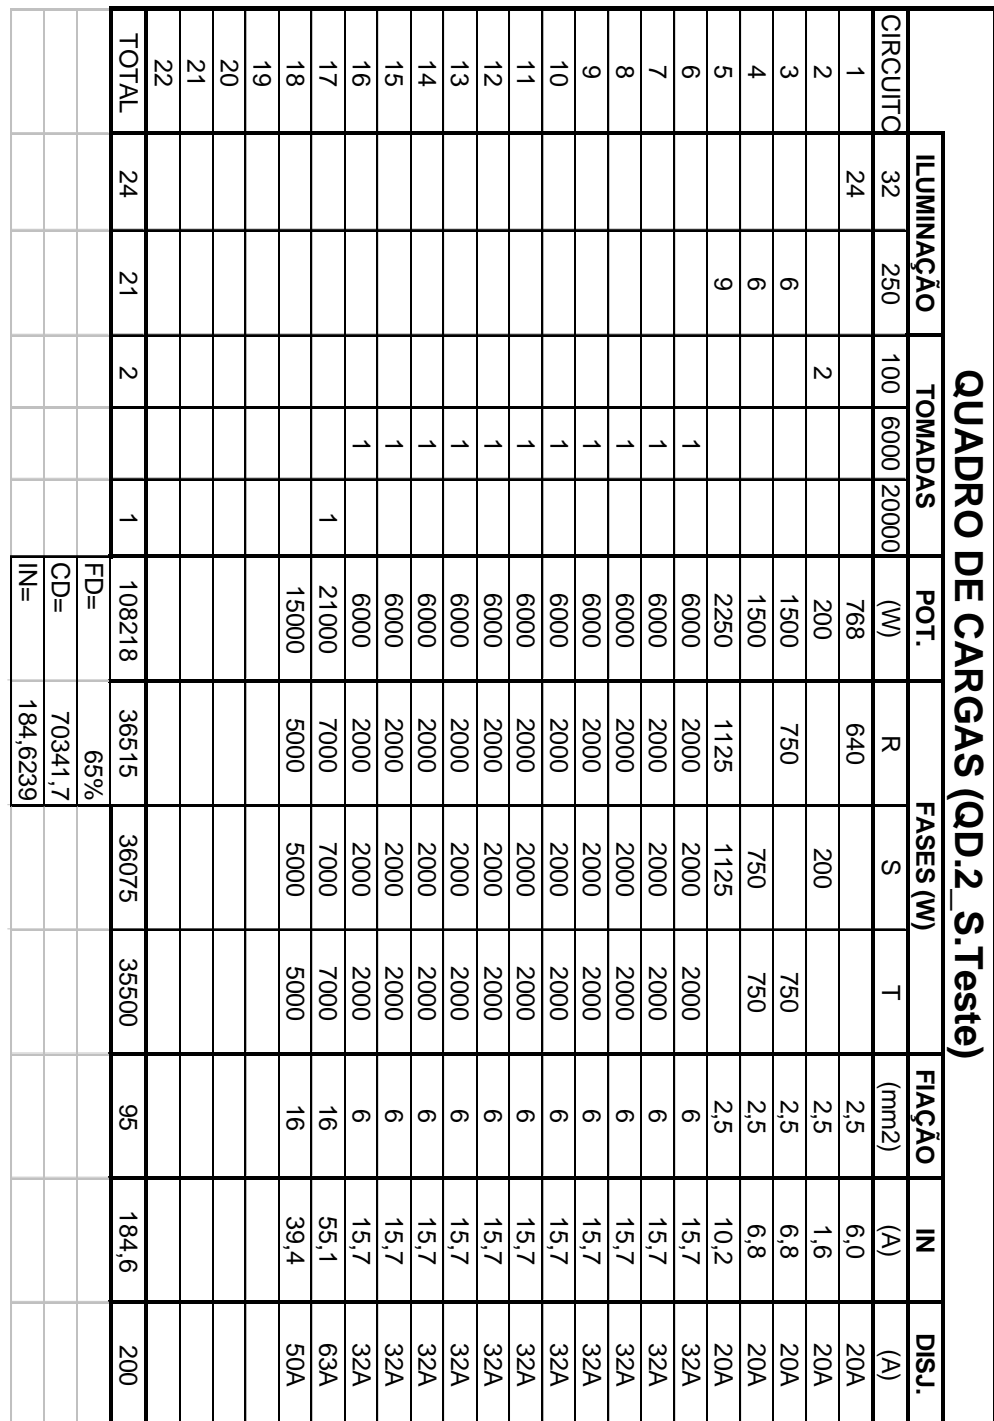 QUADRO DE CARGAS (QD.2_S.Teste)
ILUMINAÇÃO TOMADAS POT. FASES (W) FIAÇÃO IN DISJ.
CIRCUITO 32 250 100 6000 20000 (W) R S T (mm2) (A) (A)
1 24 768 640 2,5 6,0 20A
2 2 200 200 2,5 1,6 20A
3 6 1500 750 750 2,5 6,8 20A
4 6 1500 750 750 2,5 6,8 20A
5 9 2250 1125 1125 2,5 10,2 20A
6 1 6000 2000 2000 2000 6 15,7 32A
7 1 6000 2000 2000 2000 6 15,7 32A
8 1 6000 2000 2000 2000 6 15,7 32A
9 1 6000 2000 2000 2000 6 15,7 32A
10 1 6000 2000 2000 2000 6 15,7 32A
11 1 6000 2000 2000 2000 6 15,7 32A
12 1 6000 2000 2000 2000 6 15,7 32A
13 1 6000 2000 2000 2000 6 15,7 32A
14 1 6000 2000 2000 2000 6 15,7 32A
15 1 6000 2000 2000 2000 6 15,7 32A
16 1 6000 2000 2000 2000 6 15,7 32A
17 1 21000 7000 7000 7000 16 55,1 63A
18 15000 5000 5000 5000 16 39,4 50A
19
20
21
22
TOTAL 24 21 2 1 108218 36515 36075 35500 95 184,6 200
FD= 65%
CD= 70341,7
IN= 184,6239